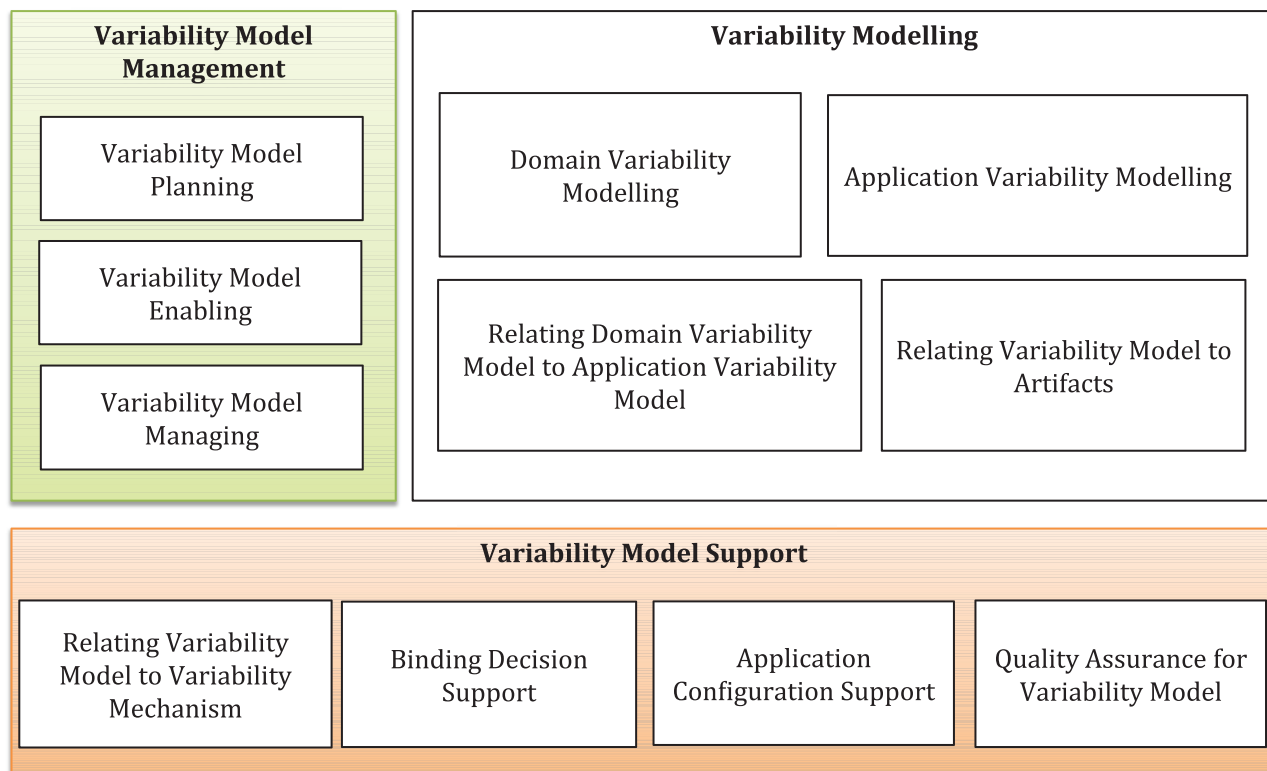 Variability Model
Management
Variability Model
Planning
Variability Model
Enabling
Variability Model
Managing
Variability Modelling
Domain Variability
Modelling
Application Variability Modelling
Relating Domain Variability
Model to Application Variability
Model
Relating Variability Model to
Artifacts
Variability Model Support
Relating Variability
Model to Variability
Mechanism
Binding Decision
Support
Application
Configuration Support
Quality Assurance for
Variability Model